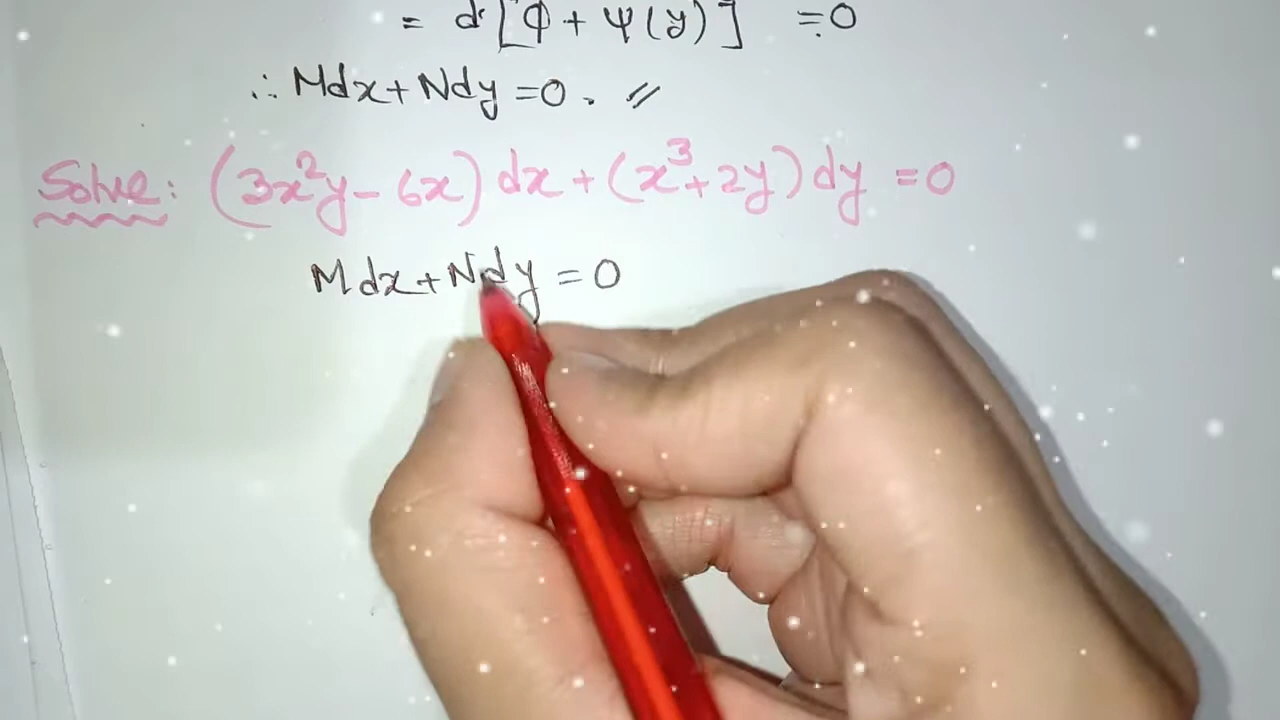 = d[ϕ + ψ(y)] = 0
∴ Mdx + Ndy = 0. //
Solve: (3x²y - 6x) dx + (x³ + 2y) dy = 0
Mdx + Ndy = 0